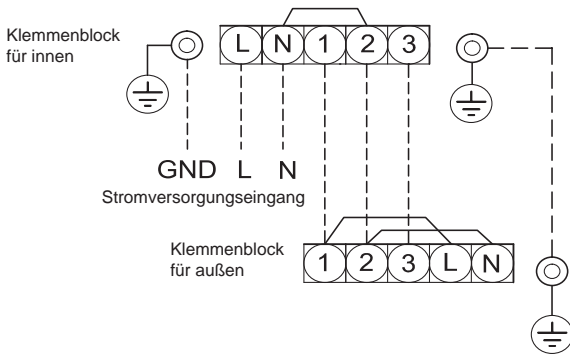 Klemmenblock
für innen
L N 1 2 3
GND L N
Stromversorgungseingang
Klemmenblock
für außen
1 2 3 L N